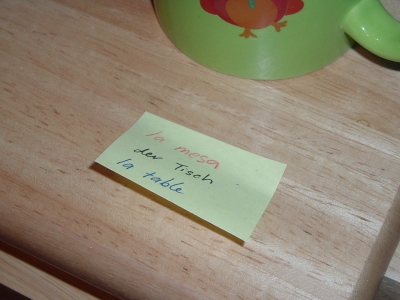 la mesa
der Tisch
la table